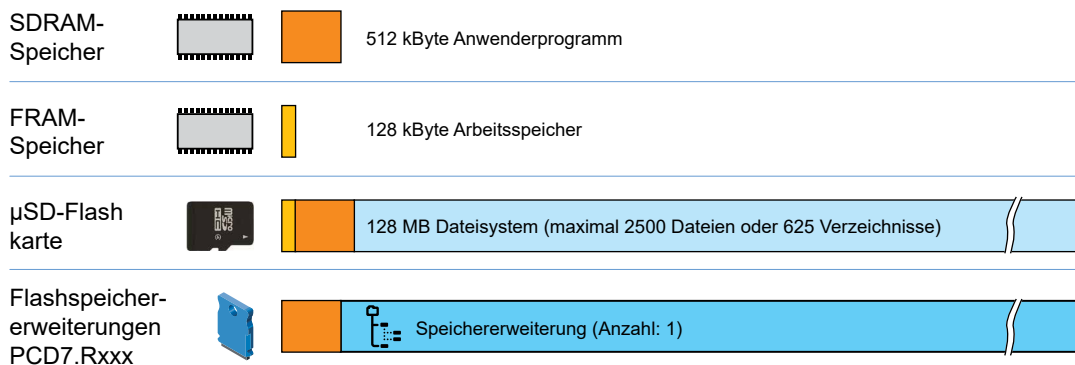 SDRAM-
Speicher
512 kByte Anwenderprogramm
FRAM-
Speicher
128 kByte Arbeitsspeicher
µSD-Flash
karte
128 MB Dateisystem (maximal 2500 Dateien oder 625 Verzeichnisse)
Flashspeicher-
erweiterungen
PCD7.Rxxx
Speichererweiterung (Anzahl: 1)